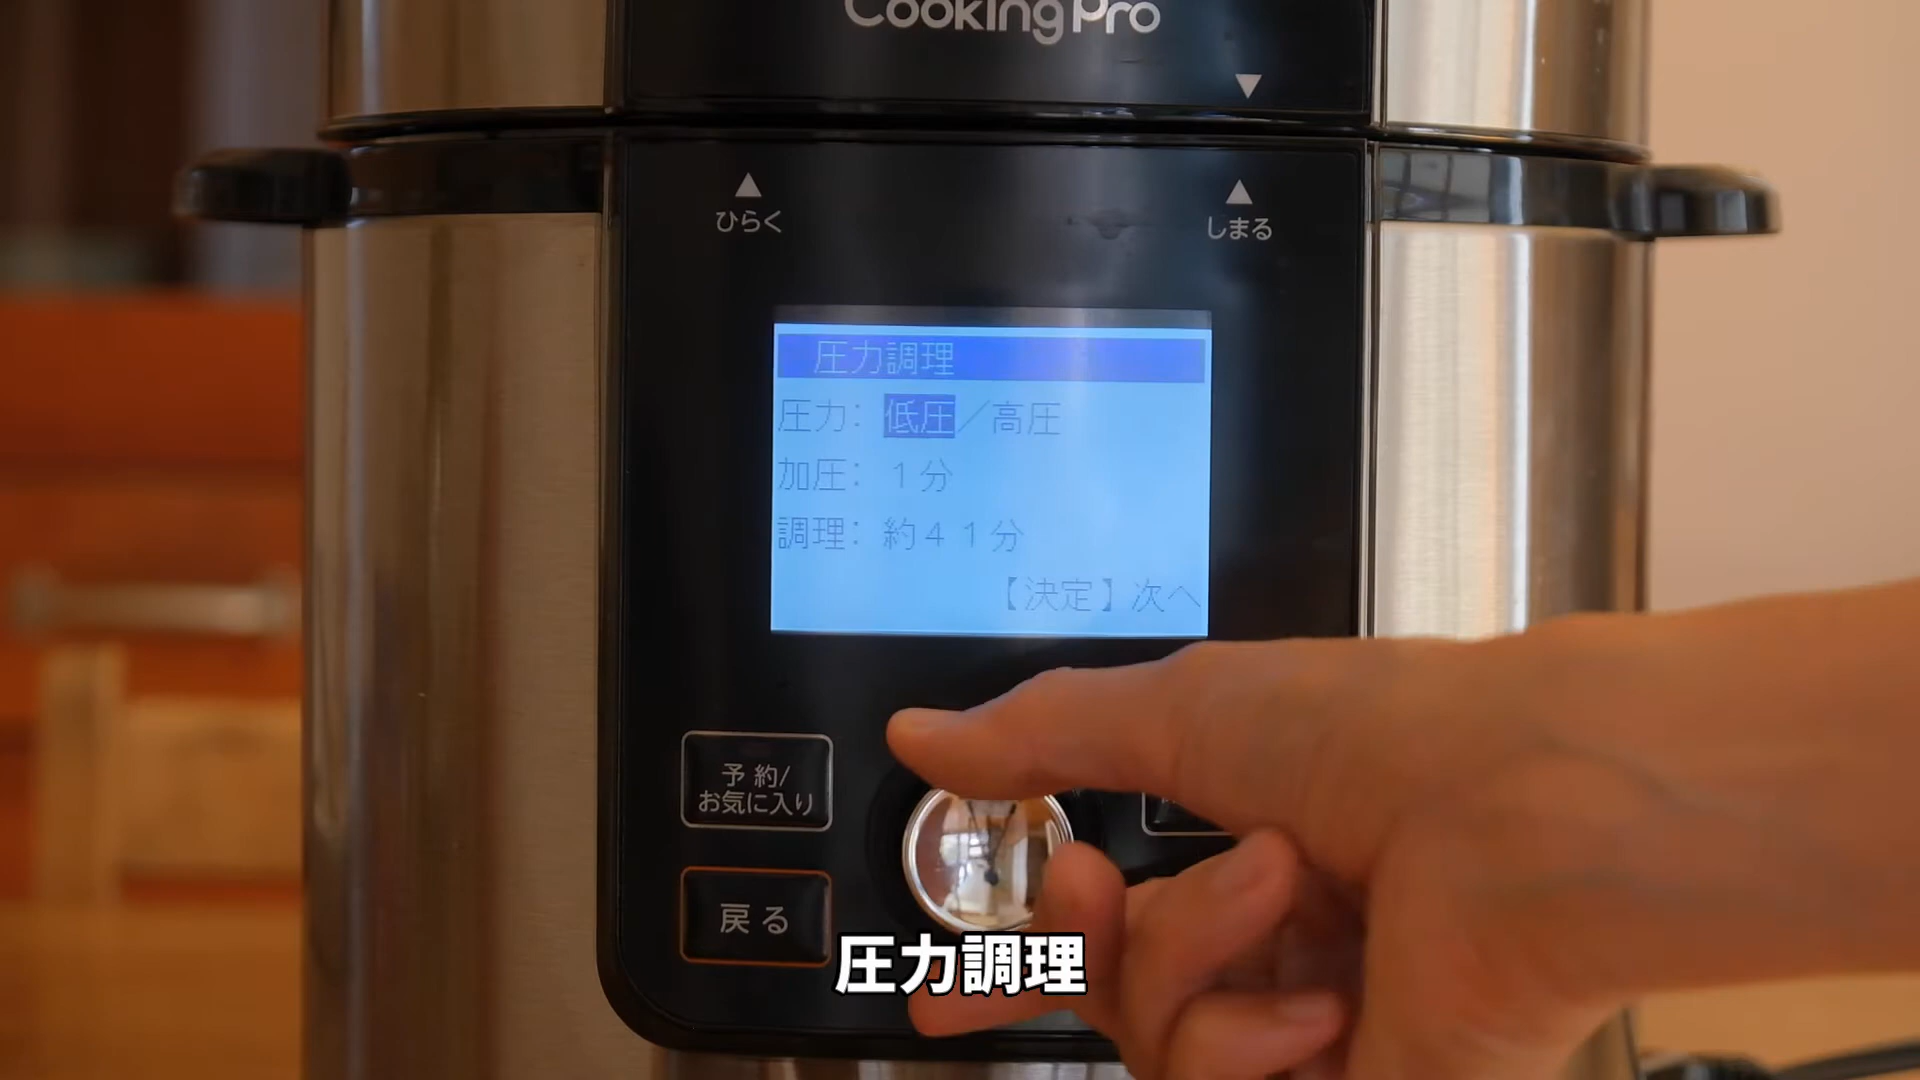 CookingPro
▼
▲ ▲
ひらく しまる
圧力調理
圧力：低圧／高圧
加圧：１分
調理：約４１分
【決定】次へ
予約/
お気に入り
戻る
圧力調理